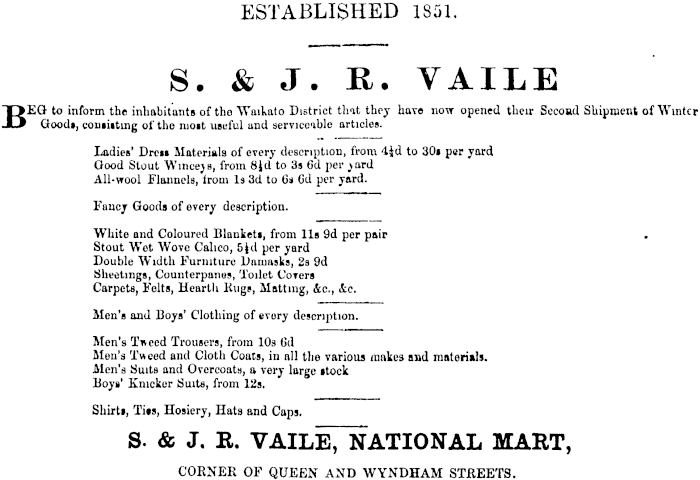 ESTABLISHED 1851.
S. & J. R. VAILE
BEG to inform the inhabitants of the Waikato District that they have now opened their Second Shipment of Winter
Goods, consisting of the most useful and serviceable articles.
Ladies' Dress Materials of every description, from 4½d to 30s per yard
Good Stout Winceys, from 8½d to 3s 6d per yard
All-wool Flannels, from 1s 3d to 6s 6d per yard.
Fancy Goods of every description.
White and Coloured Blankets, from 11s 9d per pair
Stout Wet Wove Calico, 5½d per yard
Double Width Furniture Damasks, 2s 9d
Sheetings, Counterpanes, Toilet Covers
Carpets, Felts, Hearth Rugs, Matting, &c., &c.
Men's and Boys' Clothing of every description.
Men's Tweed Trousers, from 10s 6d
Men's Tweed and Cloth Coats, in all the various makes and materials.
Men's Suits and Overcoats, a very large stock
Boys' Knicker Suits, from 12s.
Shirts, Ties, Hosiery, Hats and Caps.
S. & J. R. VAILE, NATIONAL MART,
CORNER OF QUEEN AND WYNDHAM STREETS.